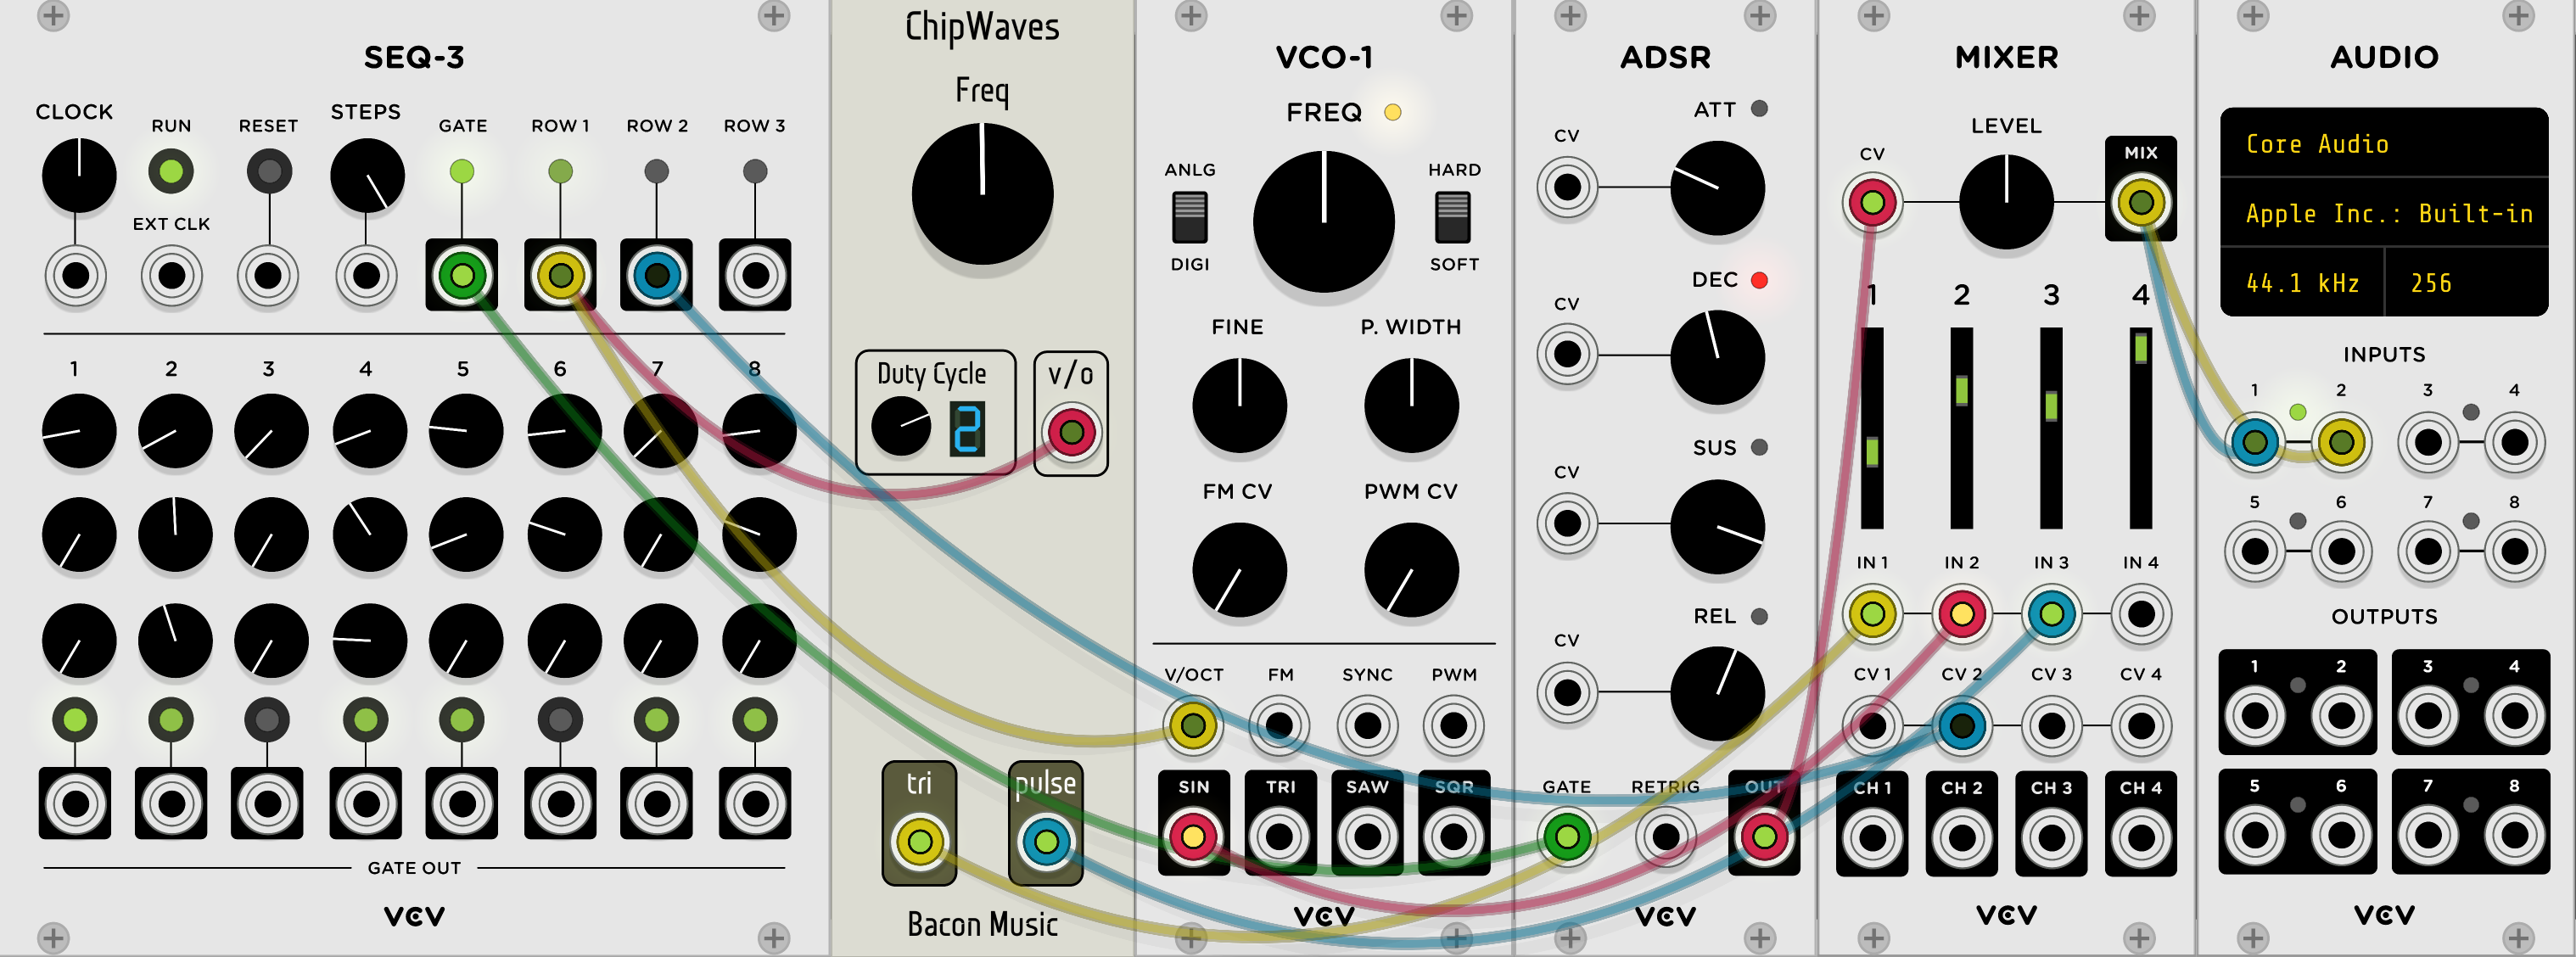 SEQ-3
CLOCK
RUN
RESET
STEPS
GATE
ROW 1
ROW 2
ROW 3
EXT CLK
1 2 3 4 5 6 7 8
GATE OUT
VCV
ChipWaves
Freq
Duty Cycle
2
v/o
tri
pulse
Bacon Music
VCO-1
FREQ
ANLG
DIGI
HARD
SOFT
FINE
P. WIDTH
FM CV
PWM CV
V/OCT
FM
SYNC
PWM
SIN
TRI
SAW
SQR
VCV
ADSR
ATT
CV
DEC
CV
SUS
CV
REL
CV
GATE
RETRIG
OUT
VCV
MIXER
LEVEL
CV
MIX
1 2 3 4
IN 1
IN 2
IN 3
IN 4
CV 1
CV 2
CV 3
CV 4
CH 1
CH 2
CH 3
CH 4
VCV
AUDIO
Core Audio
Apple Inc.: Built-in
44.1 kHz
256
INPUTS
1 2 3 4
5 6 7 8
OUTPUTS
1 2 3 4
5 6 7 8
VCV